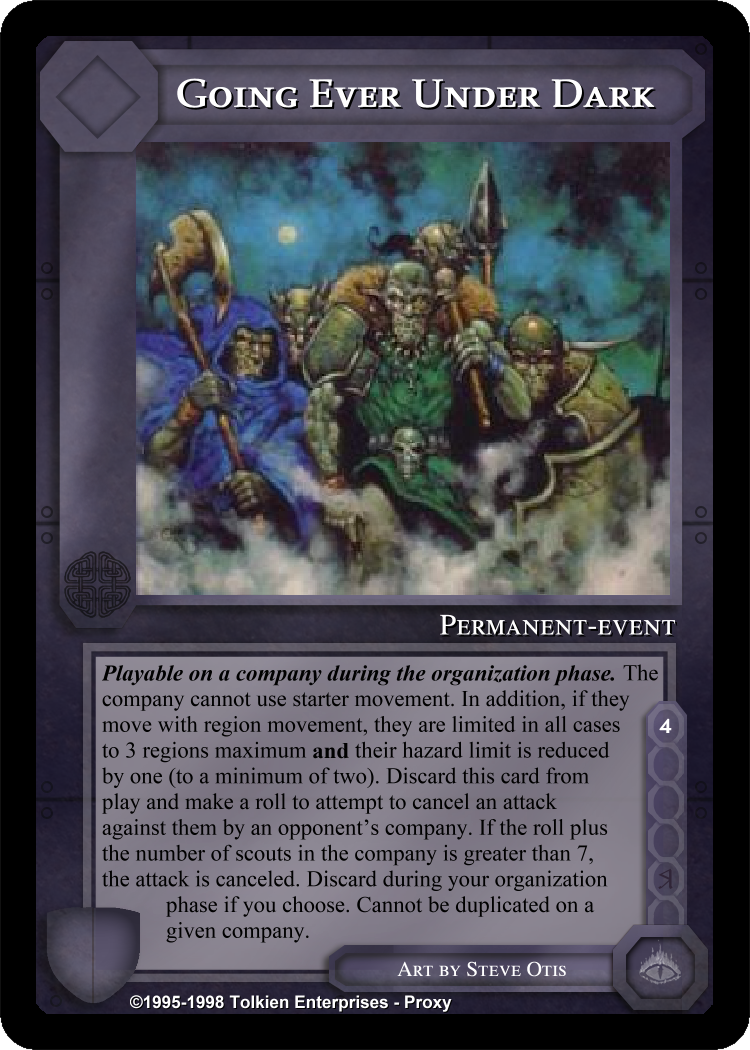 Going Ever Under Dark
Permanent-event
Playable on a company during the organization phase. The
company cannot use starter movement. In addition, if they
move with region movement, they are limited in all cases
to 3 regions maximum and their hazard limit is reduced
by one (to a minimum of two). Discard this card from
play and make a roll to attempt to cancel an attack
against them by an opponent’s company. If the roll plus
the number of scouts in the company is greater than 7,
the attack is canceled. Discard during your organization
phase if you choose. Cannot be duplicated on a
given company.
4
Art by Steve Otis
©1995-1998 Tolkien Enterprises - Proxy